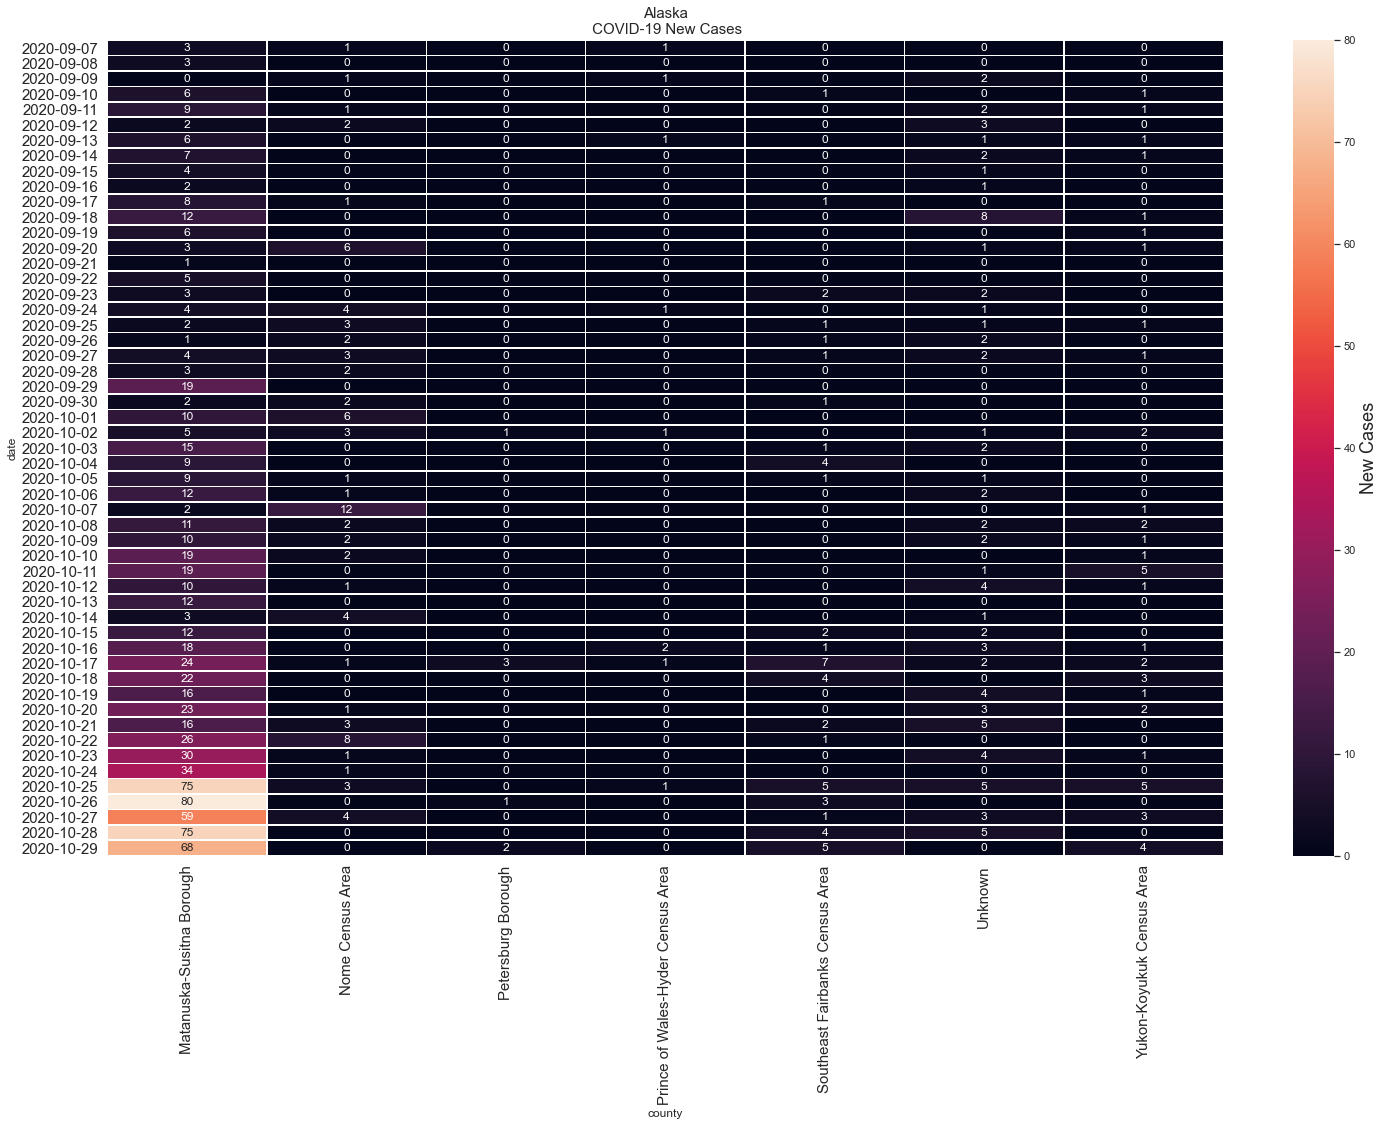 Alaska
COVID-19 New Cases
2020-09-07 3 1 0 1 0 0 0
2020-09-08 3 0 0 0 0 0 0
2020-09-09 0 1 0 1 0 2 0
2020-09-10 6 0 0 0 1 0 1
2020-09-11 9 1 0 0 0 2 1
2020-09-12 2 2 0 0 0 3 0
2020-09-13 6 0 0 1 0 1 1
2020-09-14 7 0 0 0 0 2 1
2020-09-15 4 0 0 0 0 1 0
2020-09-16 2 0 0 0 0 1 0
2020-09-17 8 1 0 0 1 0 0
2020-09-18 12 0 0 0 0 8 1
2020-09-19 6 0 0 0 0 0 1
2020-09-20 3 6 0 0 0 1 1
2020-09-21 1 0 0 0 0 0 0
2020-09-22 5 0 0 0 0 0 0
2020-09-23 3 0 0 0 2 2 0
2020-09-24 4 4 0 1 0 1 0
2020-09-25 2 3 0 0 1 1 1
2020-09-26 1 2 0 0 1 2 0
2020-09-27 4 3 0 0 1 2 1
2020-09-28 3 2 0 0 0 0 0
2020-09-29 19 0 0 0 0 0 0
2020-09-30 2 2 0 0 1 0 0
2020-10-01 10 6 0 0 0 0 0
2020-10-02 5 3 1 1 0 1 2
2020-10-03 15 0 0 0 1 2 0
2020-10-04 9 0 0 0 4 0 0
2020-10-05 9 1 0 0 1 1 0
2020-10-06 12 1 0 0 0 2 0
2020-10-07 2 12 0 0 0 0 1
2020-10-08 11 2 0 0 0 2 2
2020-10-09 10 2 0 0 0 2 1
2020-10-10 19 2 0 0 0 0 1
2020-10-11 19 0 0 0 0 1 5
2020-10-12 10 1 0 0 0 4 1
2020-10-13 12 0 0 0 0 0 0
2020-10-14 3 4 0 0 0 1 0
2020-10-15 12 0 0 0 2 2 0
2020-10-16 18 0 0 2 1 3 1
2020-10-17 24 1 3 1 7 2 2
2020-10-18 22 0 0 0 4 0 3
2020-10-19 16 0 0 0 0 4 1
2020-10-20 23 1 0 0 0 3 2
2020-10-21 16 3 0 0 2 5 0
2020-10-22 26 8 0 0 1 0 0
2020-10-23 30 1 0 0 0 4 1
2020-10-24 34 1 0 0 0 0 0
2020-10-25 75 3 0 1 5 5 5
2020-10-26 80 0 1 0 3 0 0
2020-10-27 59 4 0 0 1 3 3
2020-10-28 75 0 0 0 4 5 0
2020-10-29 68 0 2 0 5 0 4
date
Matanuska-Susitna Borough
Nome Census Area
Petersburg Borough
Prince of Wales-Hyder Census Area
Southeast Fairbanks Census Area
Unknown
Yukon-Koyukuk Census Area
county
80
70
60
50
40
30
20
10
0
New Cases